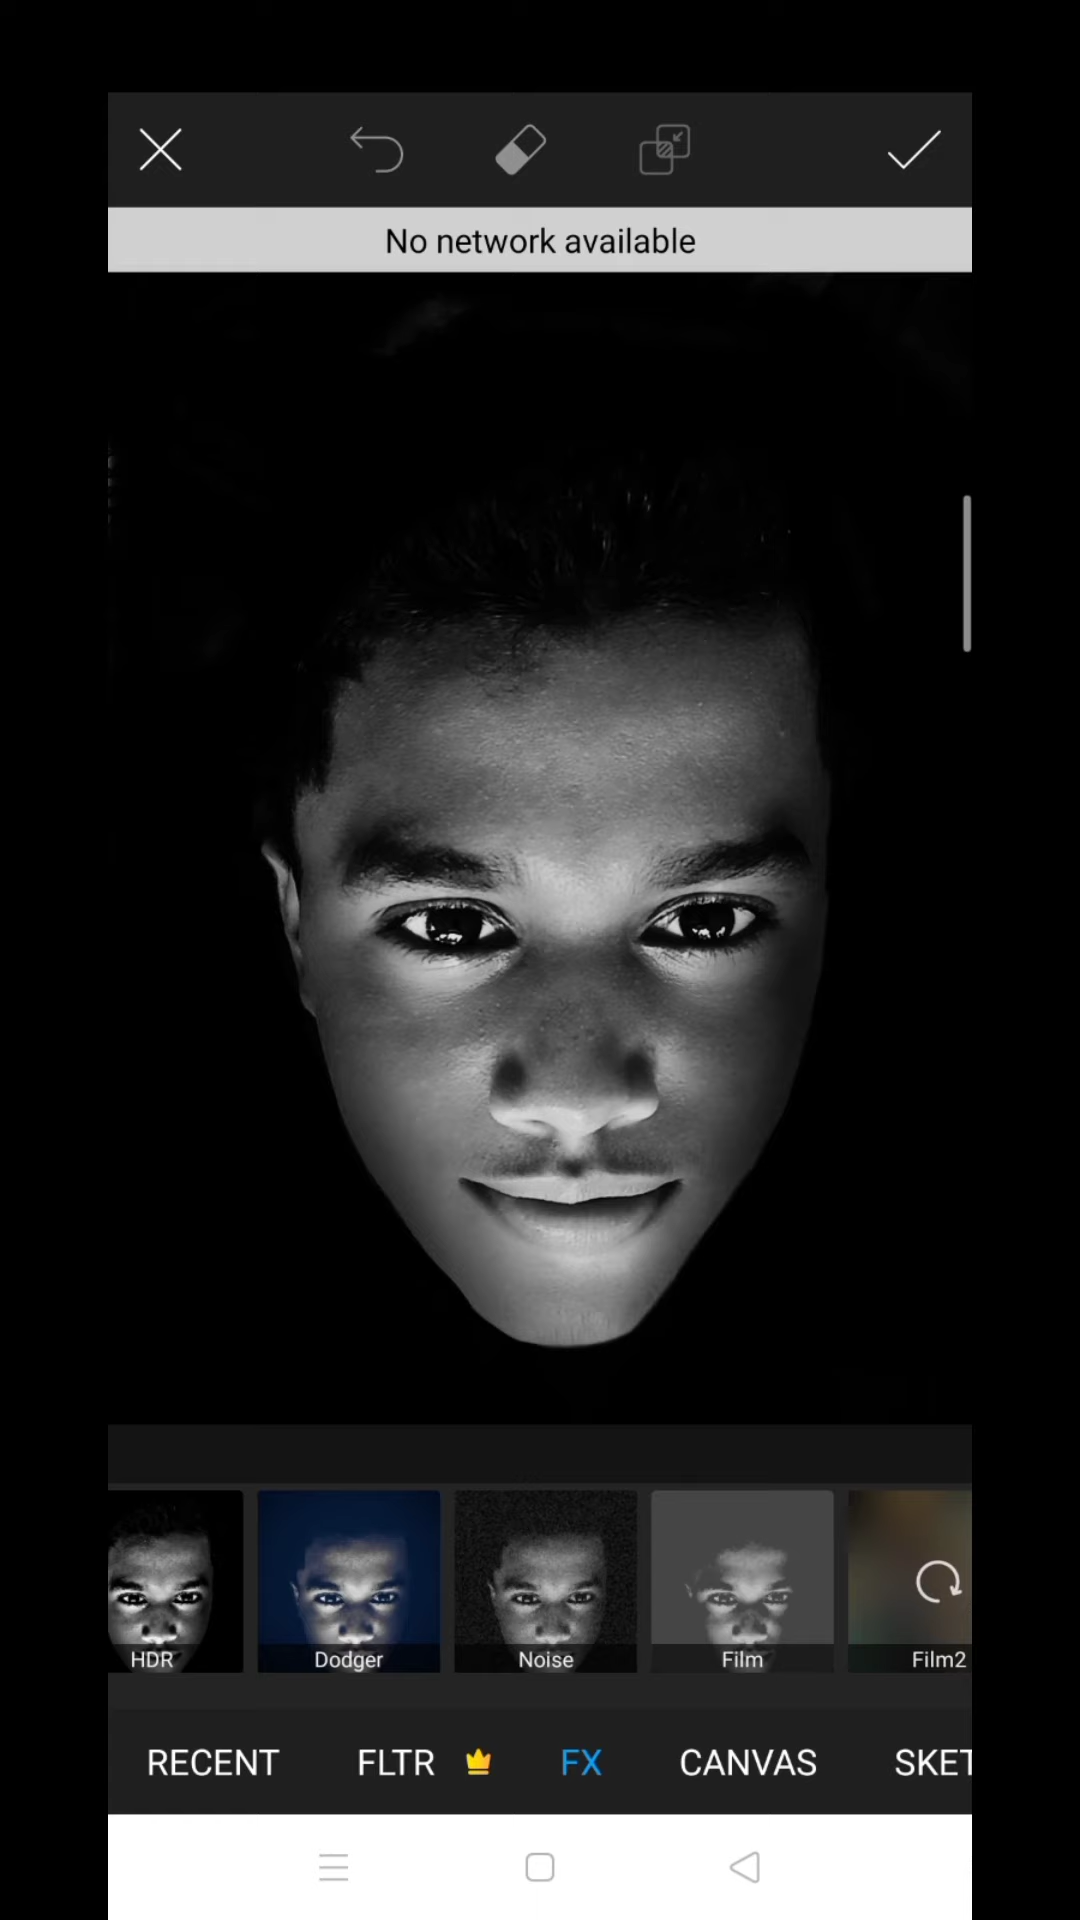 No network available
HDR
Dodger
Noise
Film
Film2
RECENT
FLTR
FX
CANVAS
SKET